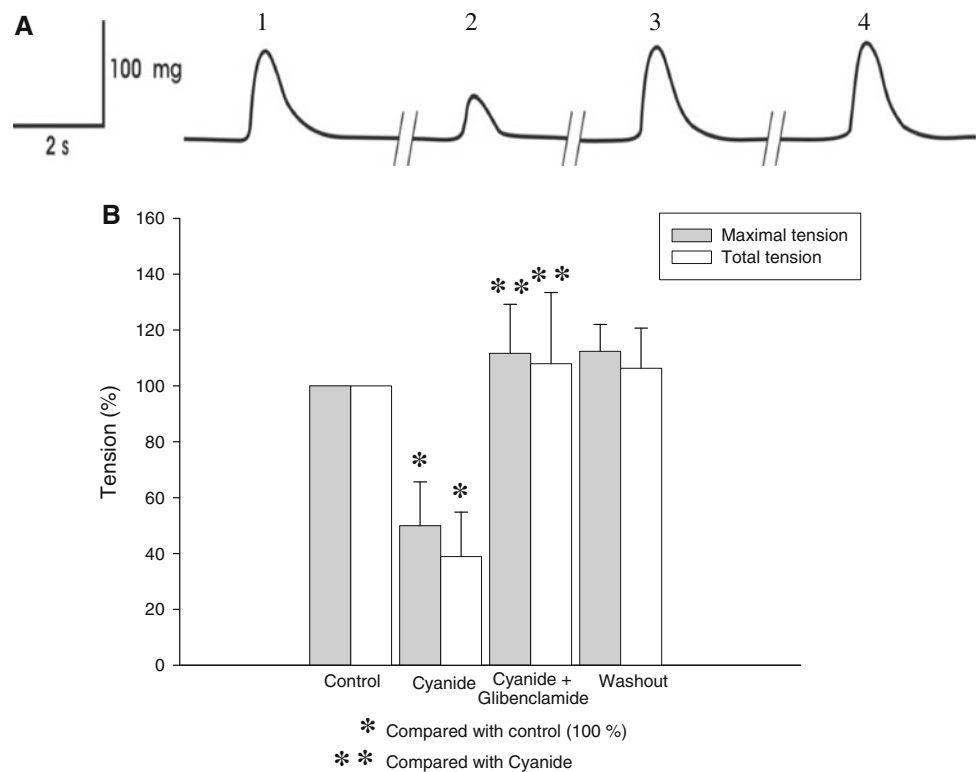 A
1 2 3 4
100 mg
2 s
B
160
140
120
100
80
60
40
20
0
Tension (%)
Maximal tension
Total tension
* *
* *
*
*
Control
Cyanide
Cyanide +
Glibenclamide
Washout
* Compared with control (100 %)
* * Compared with Cyanide